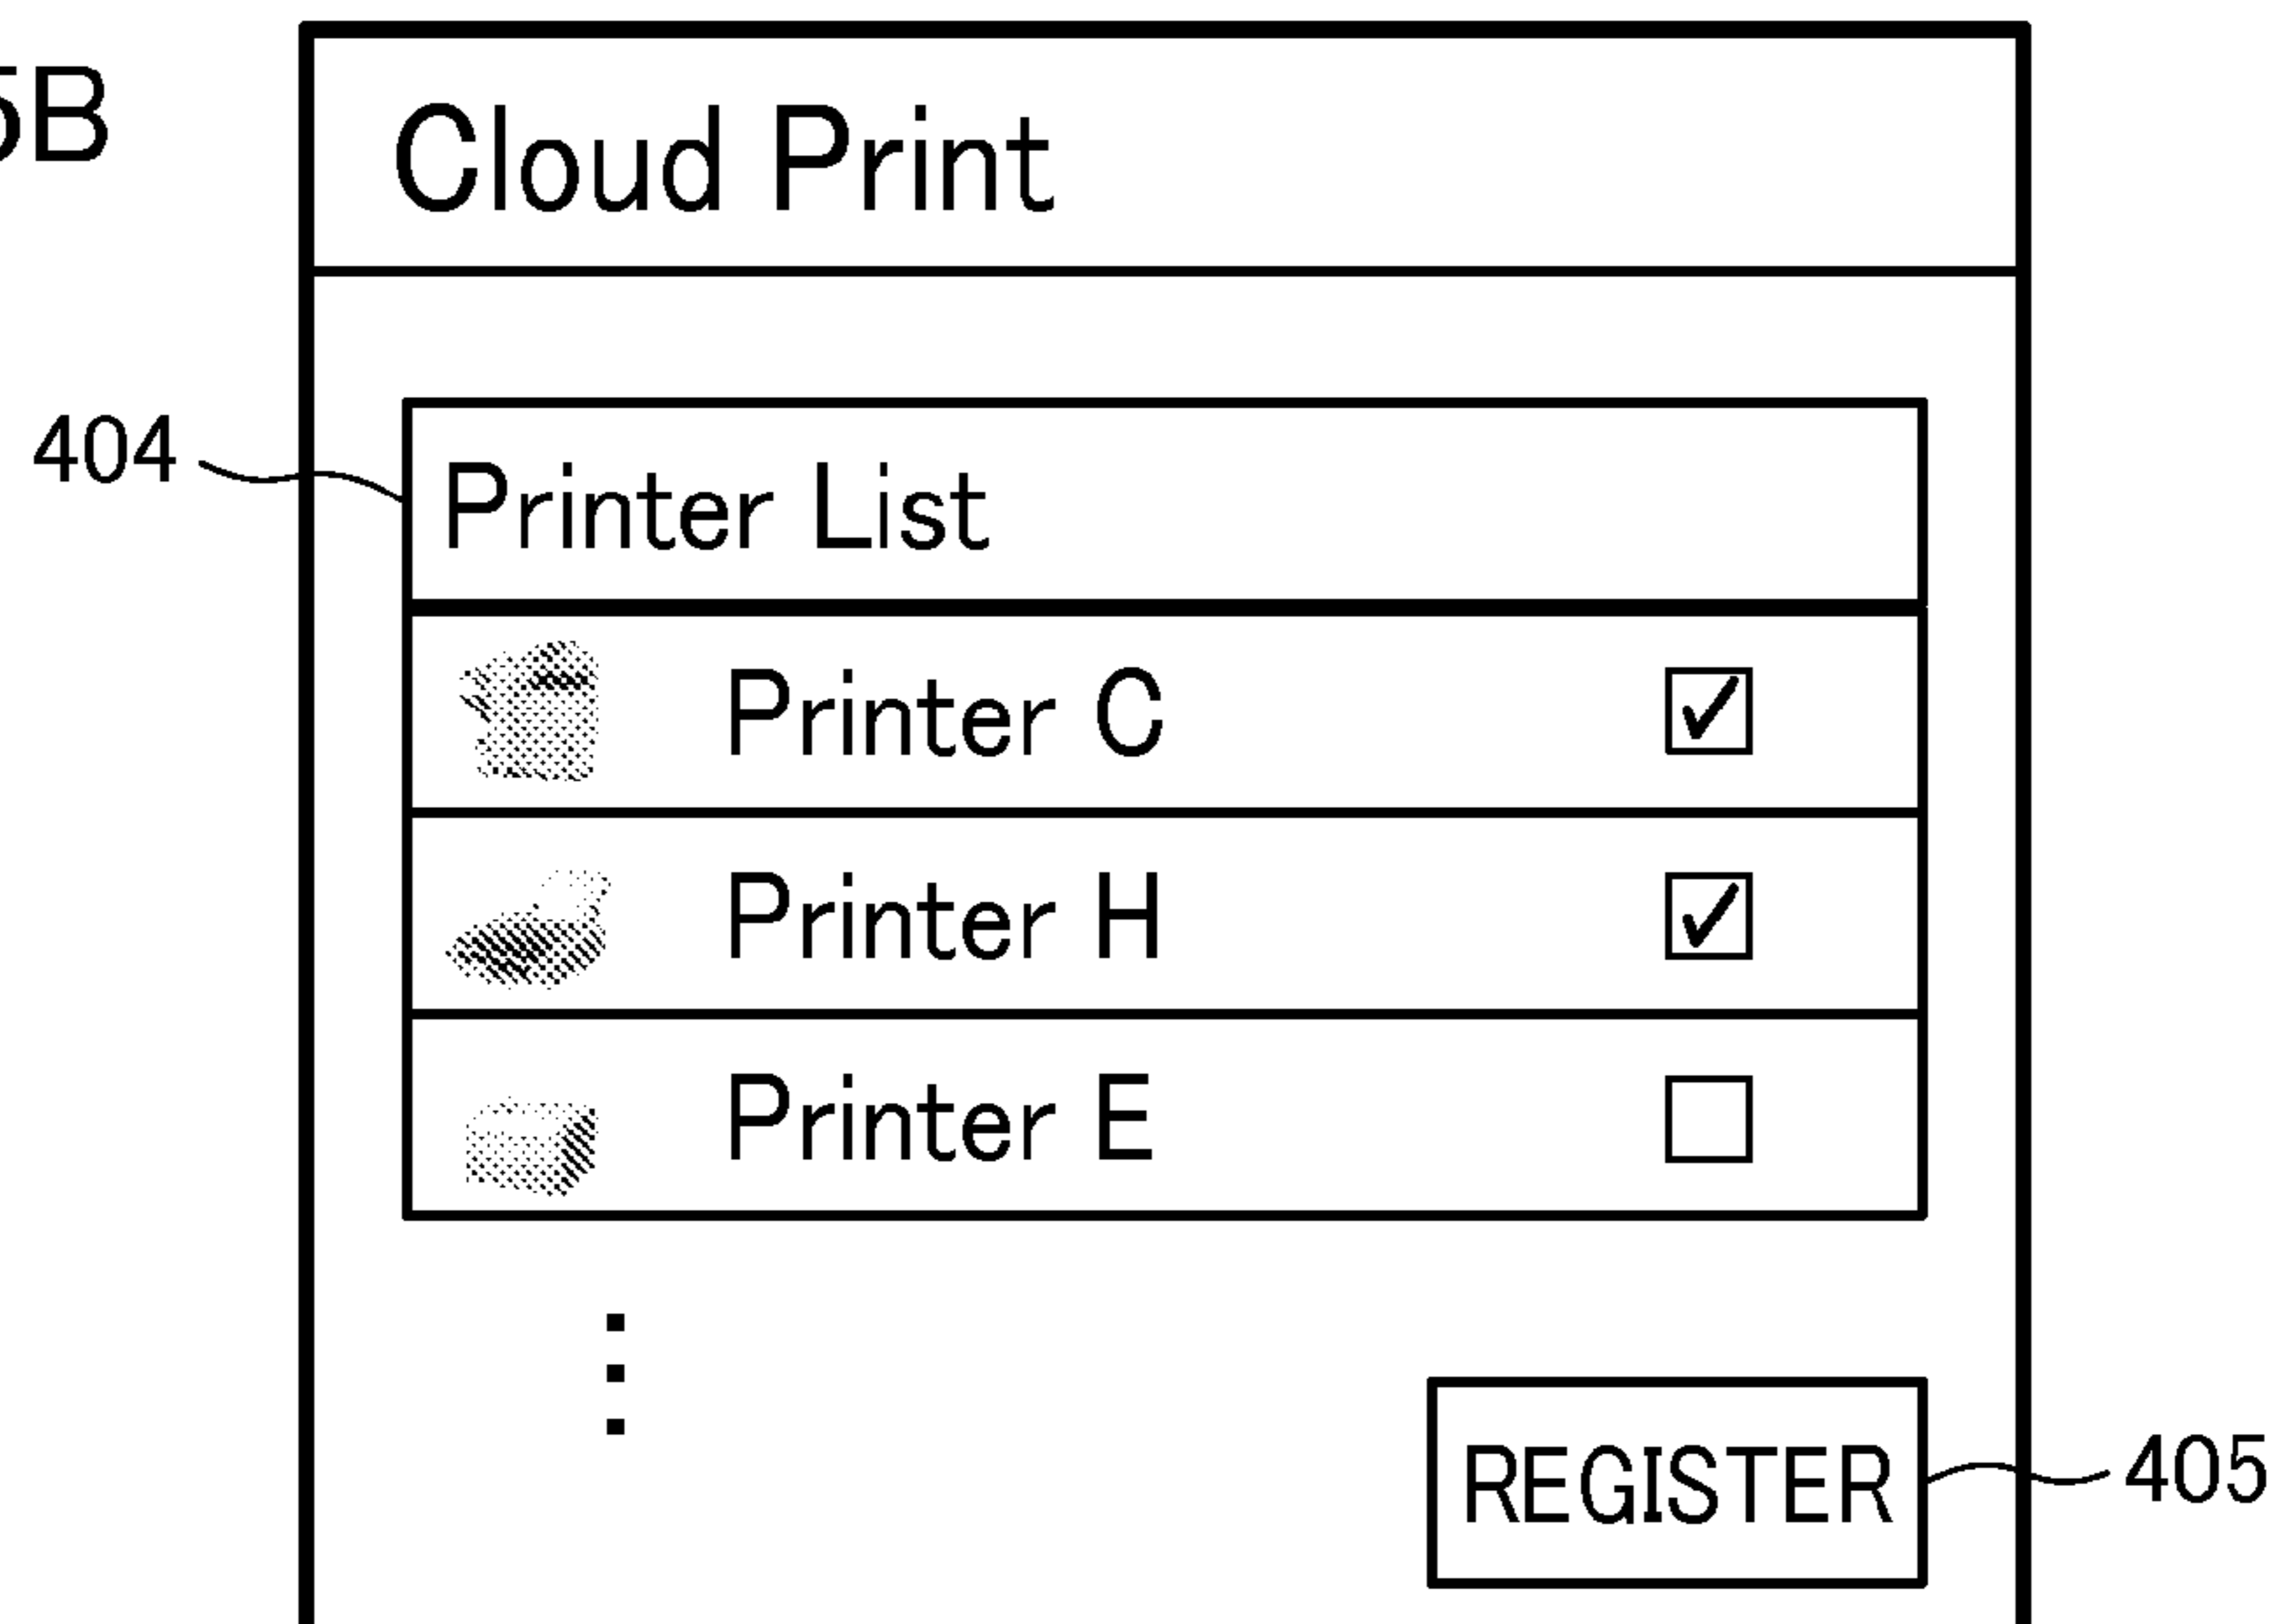 5B
Cloud Print
404
Printer List
Printer C
Printer H
Printer E
REGISTER
405